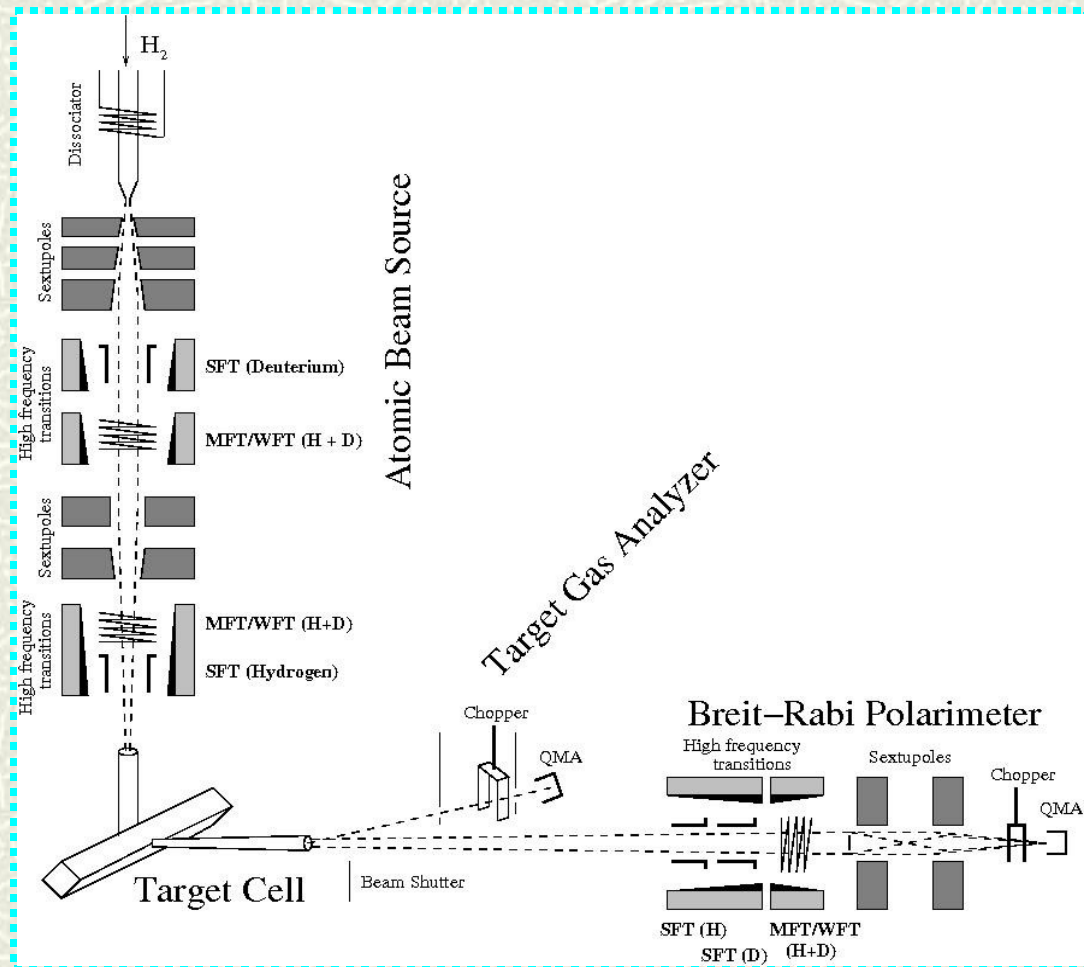 H2
Dissociator
Sextupoles
Atomic Beam Source
High frequency
transitions
SFT (Deuterium)
MFT/WFT (H + D)
Sextupoles
High frequency
transitions
MFT/WFT (H+D)
SFT (Hydrogen)
Target Gas Analyzer
Chopper
QMA
Breit–Rabi Polarimeter
High frequency
transitions
Sextupoles
Chopper
QMA
Target Cell
Beam Shutter
SFT (H)
SFT (D)
MFT/WFT
(H+D)